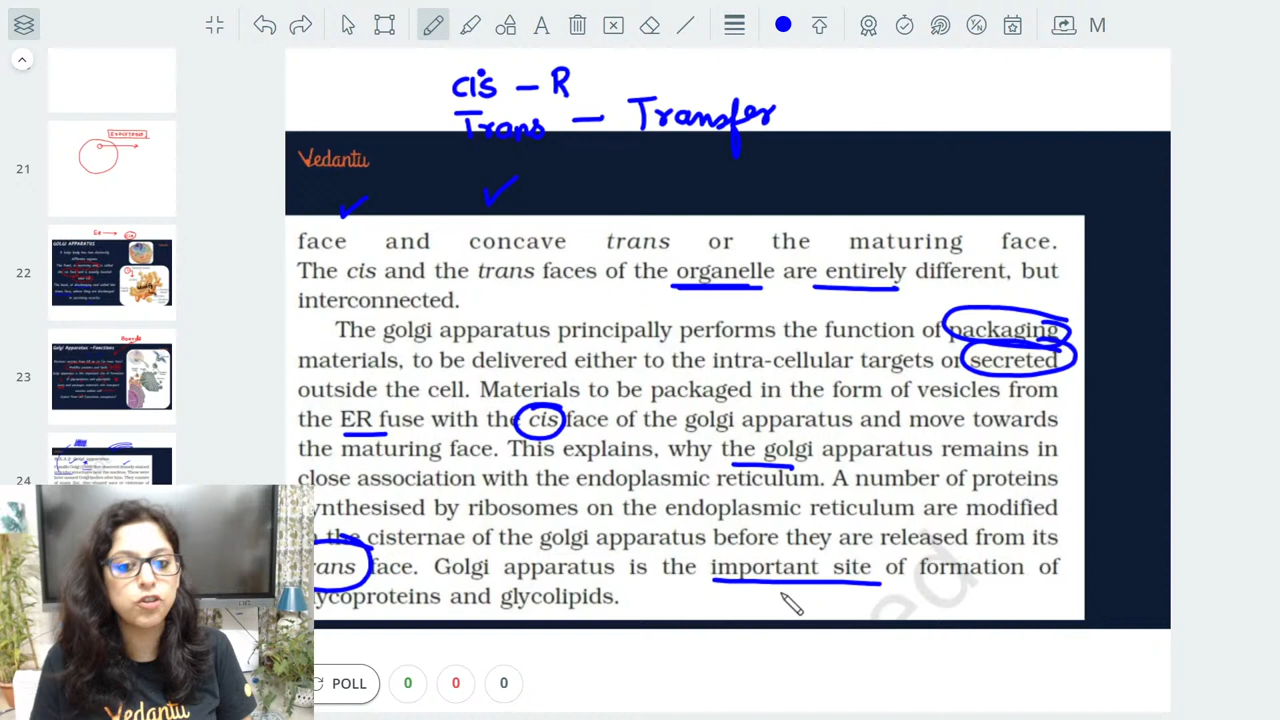 M
cis - R
Trans - Transfer
Vedantu
21
EXOCYTOSIS
face and concave trans or the maturing face.
The cis and the trans faces of the organelle are entirely different, but
interconnected.
22
GOLGI APPARATUS
The golgi apparatus principally performs the function of packaging
materials, to be delivered either to the intra-cellular targets or secreted
outside the cell. Materials to be packaged in the form of vesicles from
the ER fuse with the cis face of the golgi apparatus and move towards
the maturing face. This explains, why the golgi apparatus remains in
close association with the endoplasmic reticulum. A number of proteins
ynthesised by ribosomes on the endoplasmic reticulum are modified
the cisternae of the golgi apparatus before they are released from its
rans face. Golgi apparatus is the important site of formation of
ycoproteins and glycolipids.
23
Golgi Apparatus -Functions
24
POLL
0
0
0
Vedantu